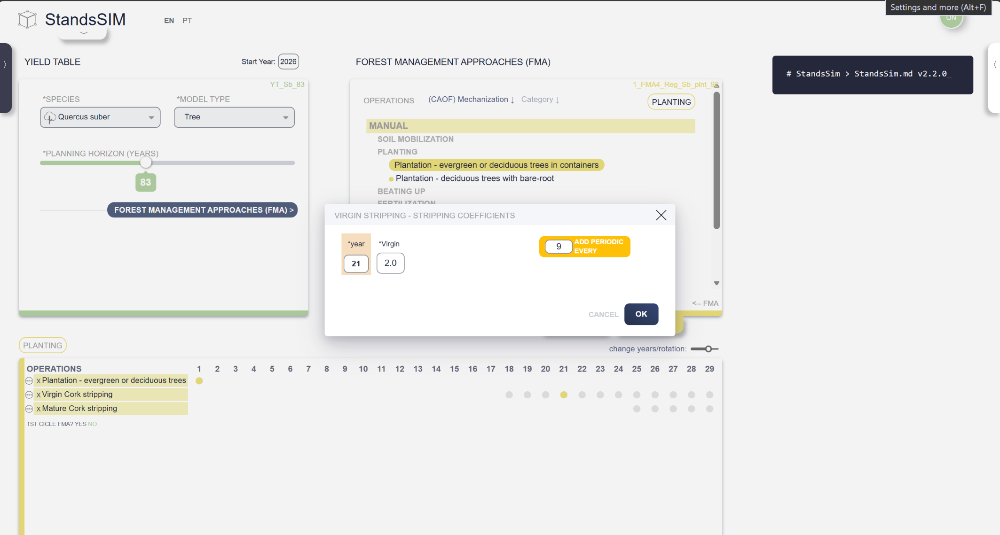 Settings and more (Alt+F)
StandsSIM
EN PT
ON
YIELD TABLE
Start Year: 2026
FOREST MANAGEMENT APPROACHES (FMA)
# StandsSim > StandsSim.md v2.2.0_
YT_Sb_83
*SPECIES
*MODEL TYPE
Quercus suber
Tree
*PLANNING HORIZON (YEARS)
83
FOREST MANAGEMENT APPROACHES (FMA) >
1_FMA4_Reg_Sb_plnt_93
OPERATIONS
(CAOF) Mechanization ↓ Category ↓
PLANTING
MANUAL
SOIL MOBILIZATION
PLANTING
Plantation - evergreen or deciduous trees in containers
Plantation - deciduous trees with bare-root
BEATING UP
FERTILIZATION
VIRGIN STRIPPING - STRIPPING COEFFICIENTS
*year *Virgin
21 2.0
9 ADD PERIODIC
EVERY
CANCEL OK
<-- FMA
PLANTING
change years/rotation:
OPERATIONS 1 2 3 4 5 6 7 8 9 10 11 12 13 14 15 16 17 18 19 20 21 22 23 24 25 26 27 28 29
x Plantation - evergreen or deciduous trees
x Virgin Cork stripping
x Mature Cork stripping
1ST CICLE FMA? YES NO